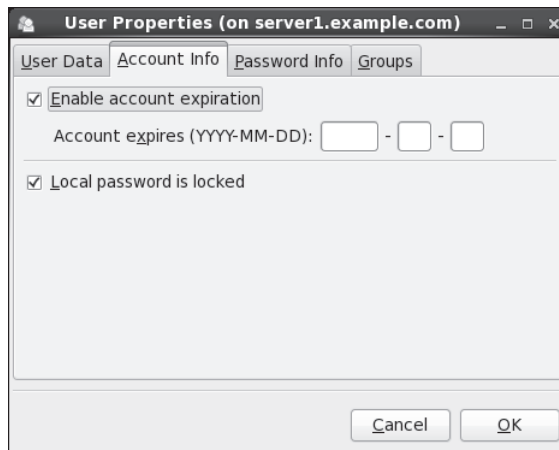 User Properties (on server1.example.com)
User Data Account Info Password Info Groups
Enable account expiration
Account expires (YYYY-MM-DD): - -
Local password is locked
Cancel OK